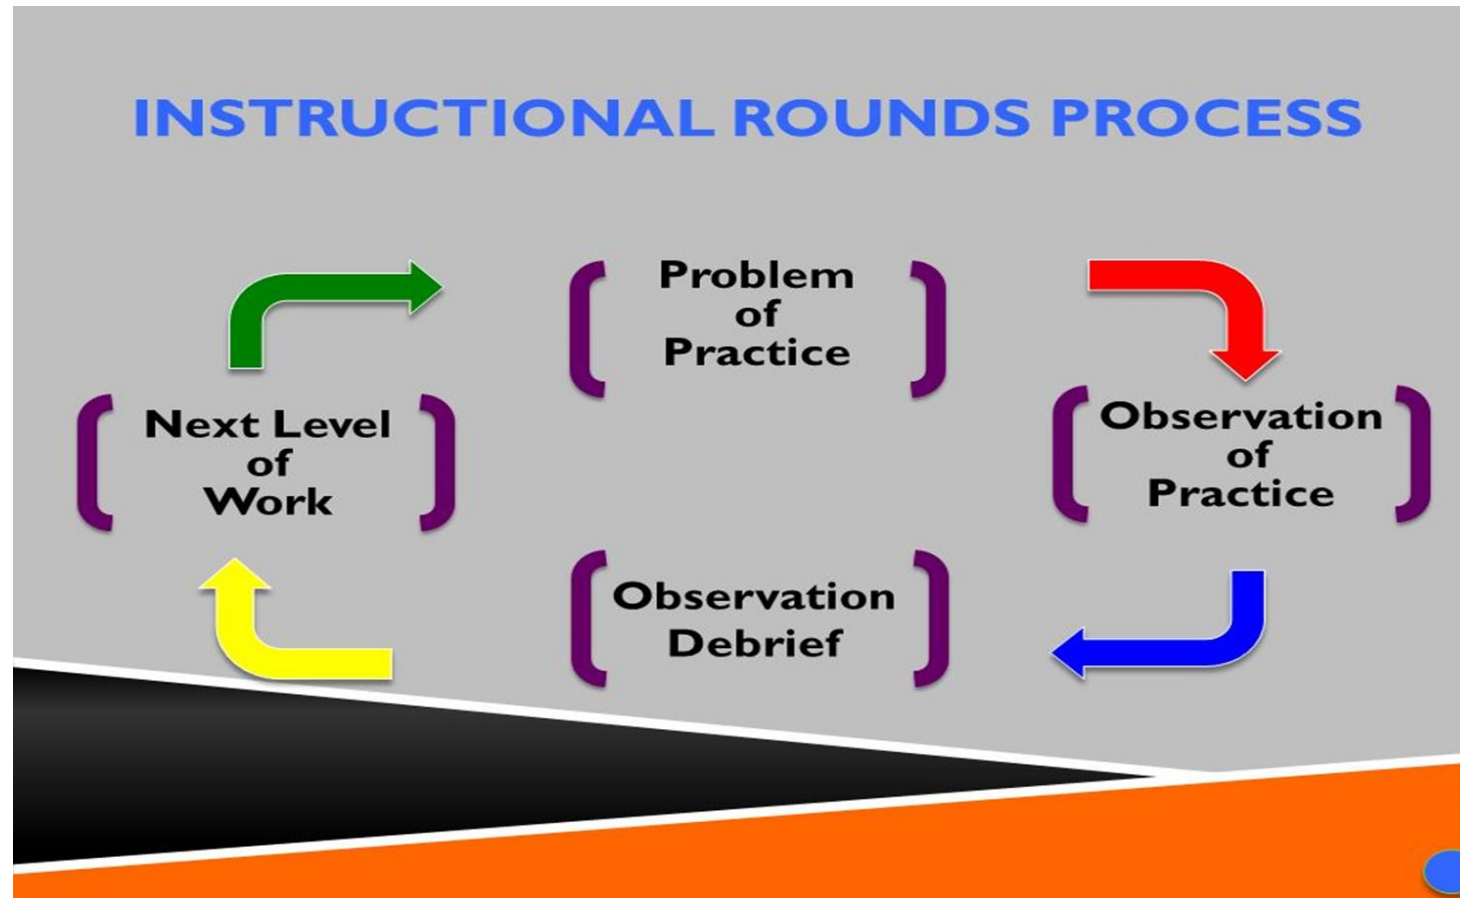 INSTRUCTIONAL ROUNDS PROCESS
Problem
of
Practice
Observation
of
Practice
Observation
Debrief
Next Level
of
Work